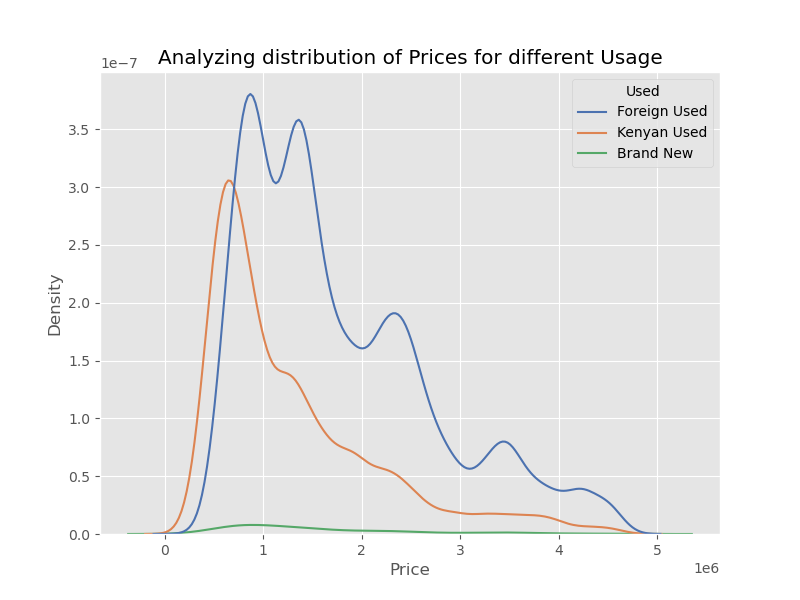 Analyzing distribution of Prices for different Usage
1e−7
Used
Foreign Used
Kenyan Used
Brand New
3.5
3.0
2.5
2.0
1.5
1.0
0.5
0.0
Density
0 1 2 3 4 5
1e6
Price